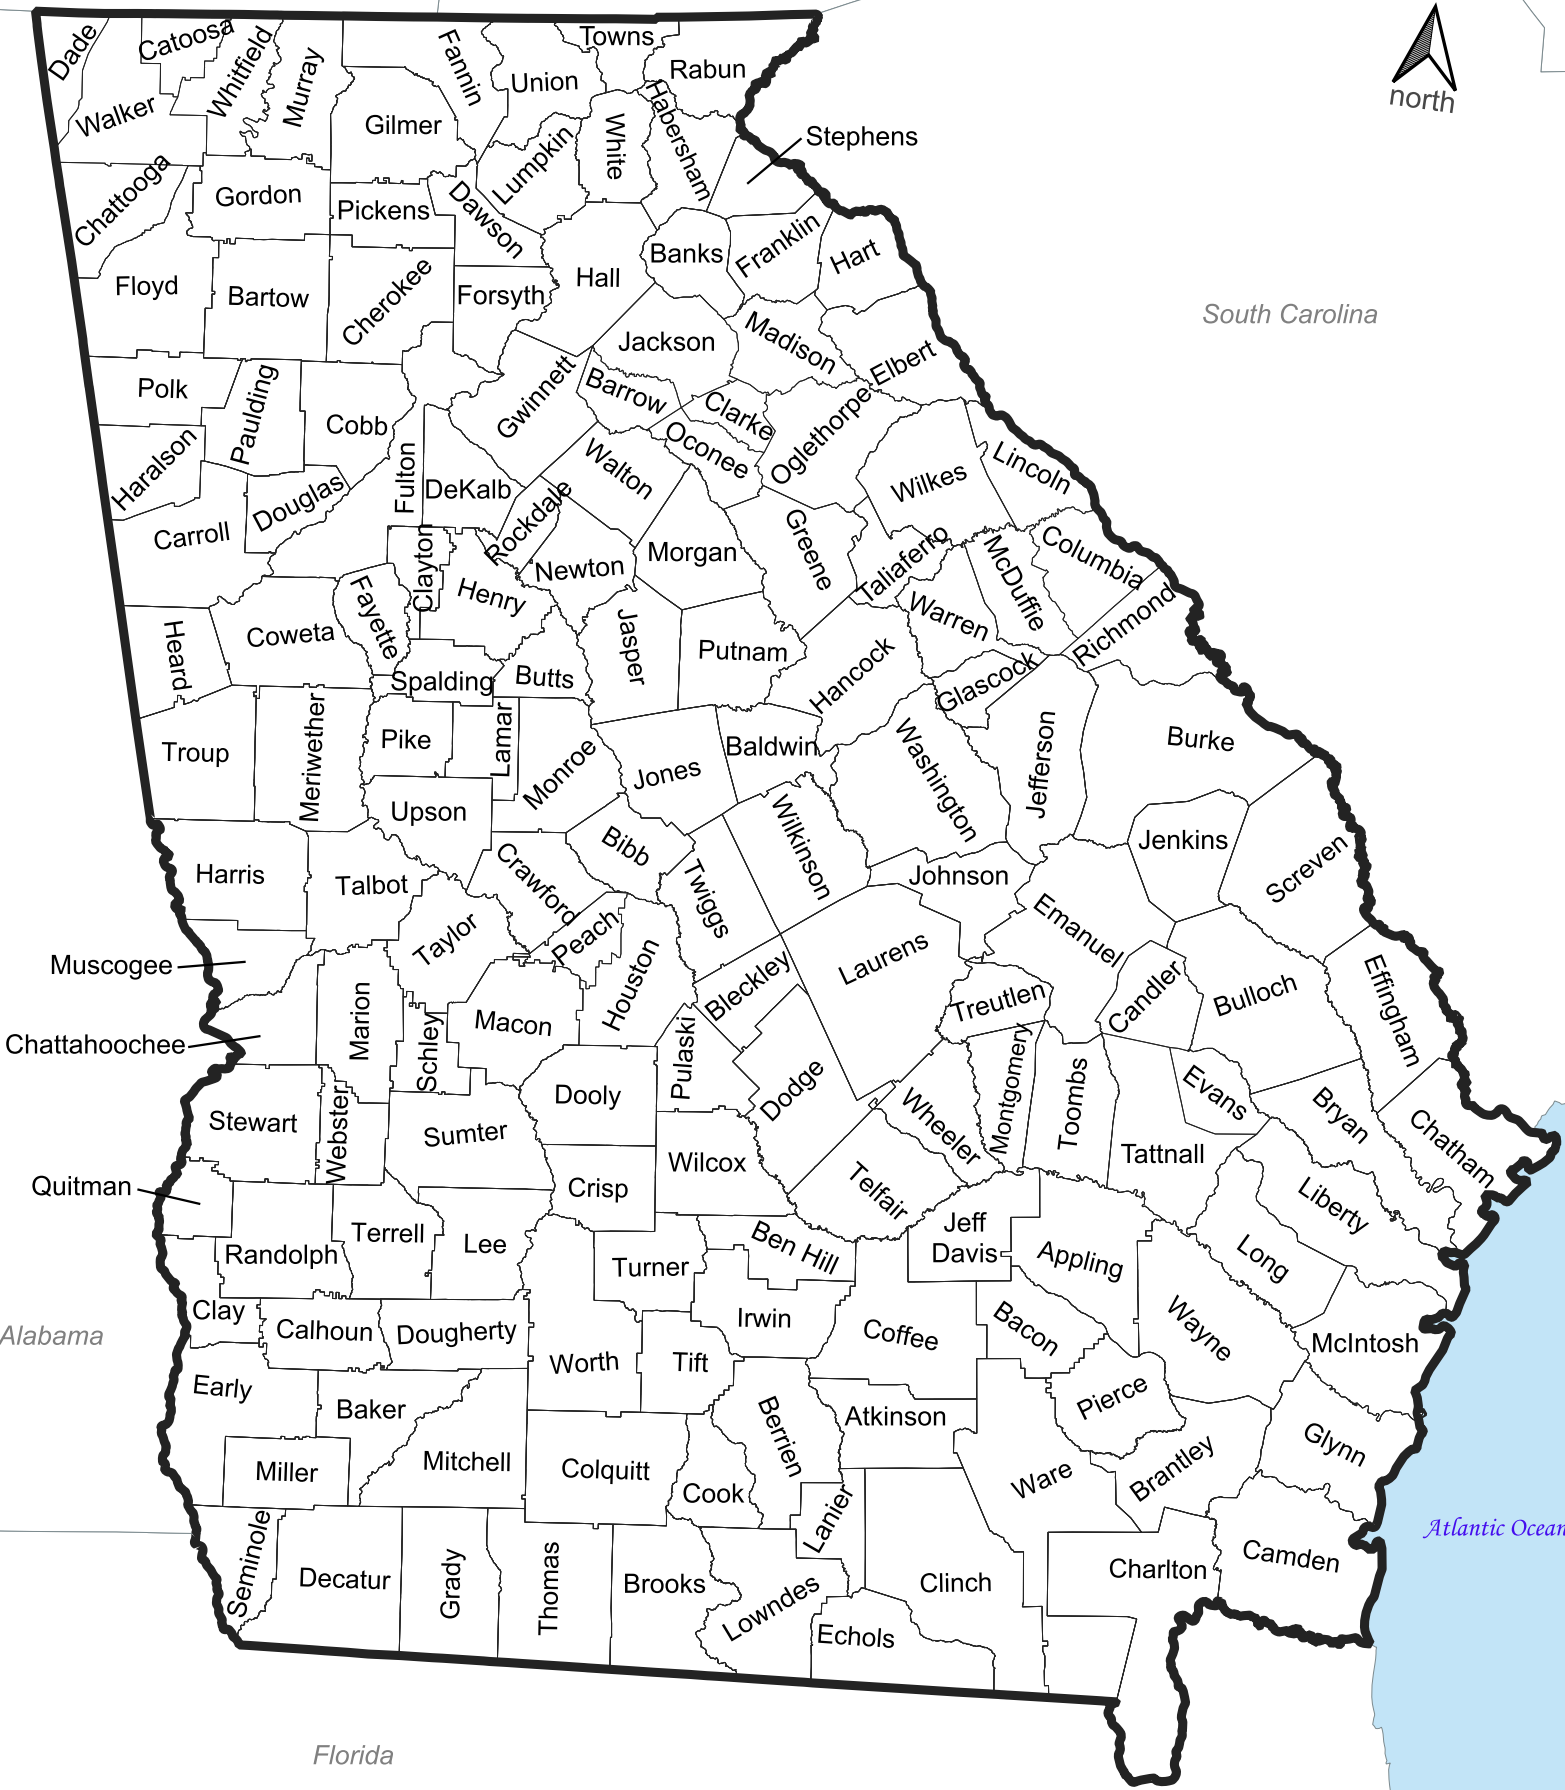 Dade
Catoosa
Whitfield
Murray
Fannin
Towns
Union
Rabun
north
Walker
Gilmer
Lumpkin
White
Habersham
Stephens
Chattooga
Gordon
Pickens
Dawson
Banks
Franklin
Hart
Floyd
Bartow
Cherokee
Forsyth
Hall
South Carolina
Jackson
Madison
Elbert
Polk
Paulding
Cobb
Gwinnett
Barrow
Clarke
Oglethorpe
Haralson
Fulton
DeKalb
Walton
Oconee
Wilkes
Lincoln
Carroll
Douglas
Clayton
Rockdale
Newton
Morgan
Greene
Taliaferro
McDuffie
Columbia
Fayette
Henry
Warren
Richmond
Heard
Coweta
Spalding
Butts
Jasper
Putnam
Hancock
Glascock
Troup
Meriwether
Pike
Lamar
Monroe
Jones
Baldwin
Washington
Jefferson
Burke
Upson
Bibb
Wilkinson
Jenkins
Screven
Harris
Talbot
Crawford
Twiggs
Johnson
Taylor
Peach
Houston
Laurens
Emanuel
Muscogee
Marion
Macon
Bleckley
Treutlen
Candler
Bulloch
Effingham
Chattahoochee
Schley
Pulaski
Dodge
Montgomery
Toombs
Evans
Bryan
Stewart
Webster
Sumter
Dooly
Wheeler
Chatham
Quitman
Crisp
Wilcox
Telfair
Tattnall
Liberty
Randolph
Terrell
Lee
Turner
Ben Hill
Jeff
Davis
Appling
Long
Clay
Calhoun
Dougherty
Irwin
Coffee
Bacon
Wayne
McIntosh
Alabama
Early
Baker
Worth
Tift
Berrien
Atkinson
Pierce
Glynn
Miller
Mitchell
Colquitt
Cook
Lanier
Ware
Brantley
Atlantic Ocean
Seminole
Decatur
Grady
Thomas
Brooks
Lowndes
Echols
Clinch
Charlton
Camden
Florida